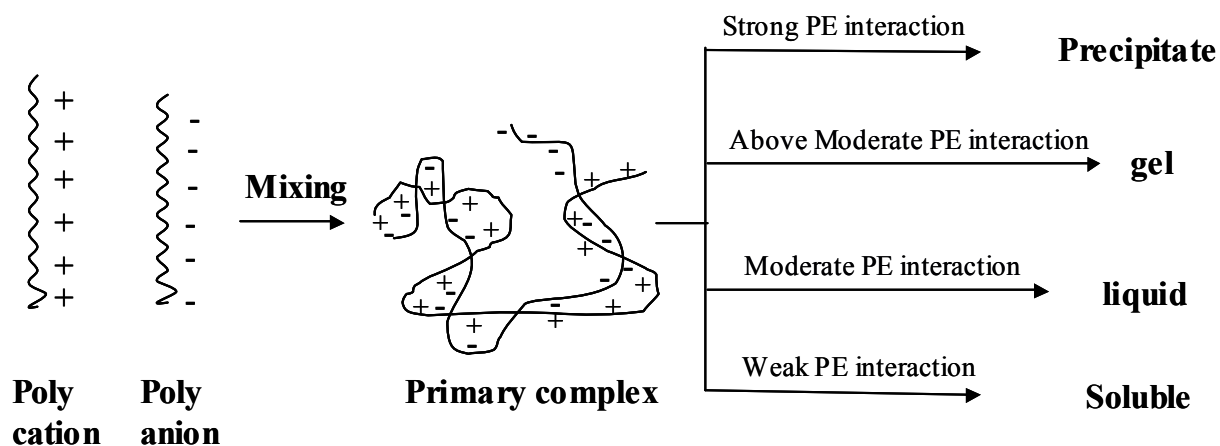 Strong PE interaction
Precipitate
Above Moderate PE interaction
gel
Mixing
Moderate PE interaction
liquid
Weak PE interaction
Soluble
Primary complex
Poly
cation
Poly
anion